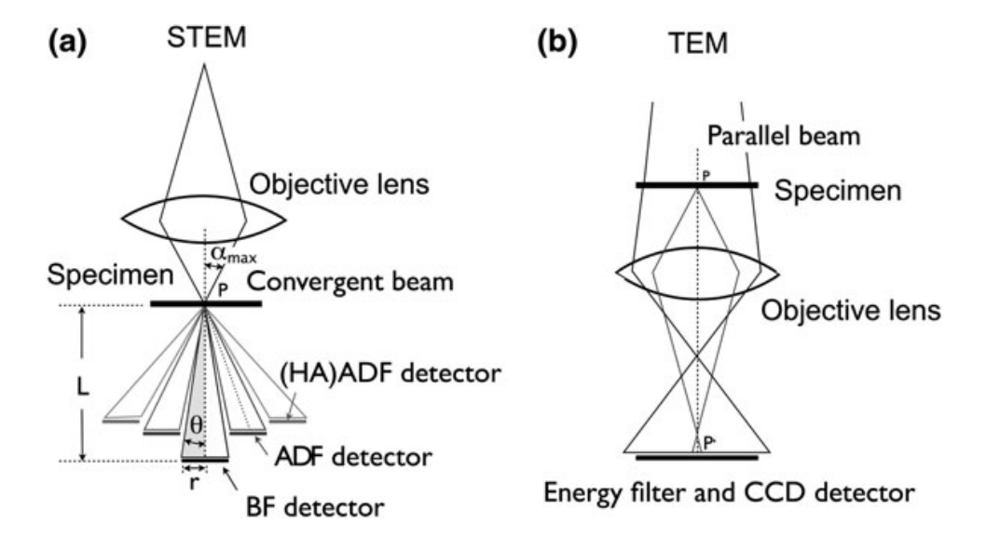 (a)
STEM
Objective lens
αmax
Specimen
P
Convergent beam
L
(HA)ADF detector
θ
ADF detector
r
BF detector
(b)
TEM
Parallel beam
P
Specimen
Objective lens
P'
Energy filter and CCD detector